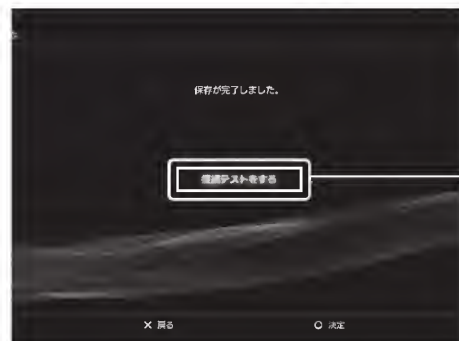 保存が完了しました。
接続テストをする
✕ 戻る
○ 決定